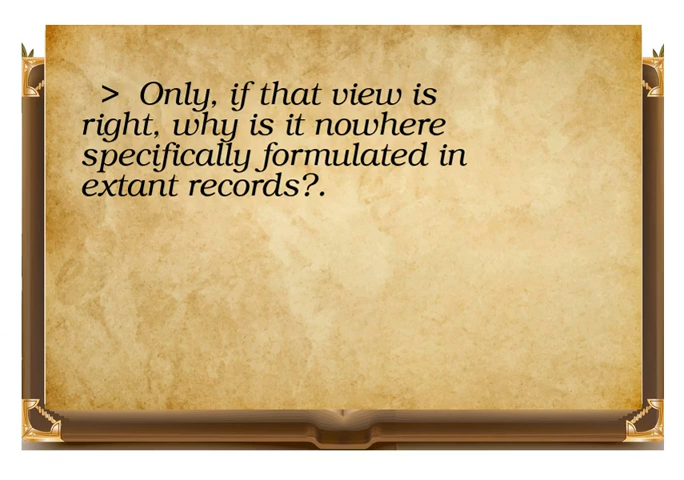 > Only, if that view is
right, why is it nowhere
specifically formulated in
extant records?.